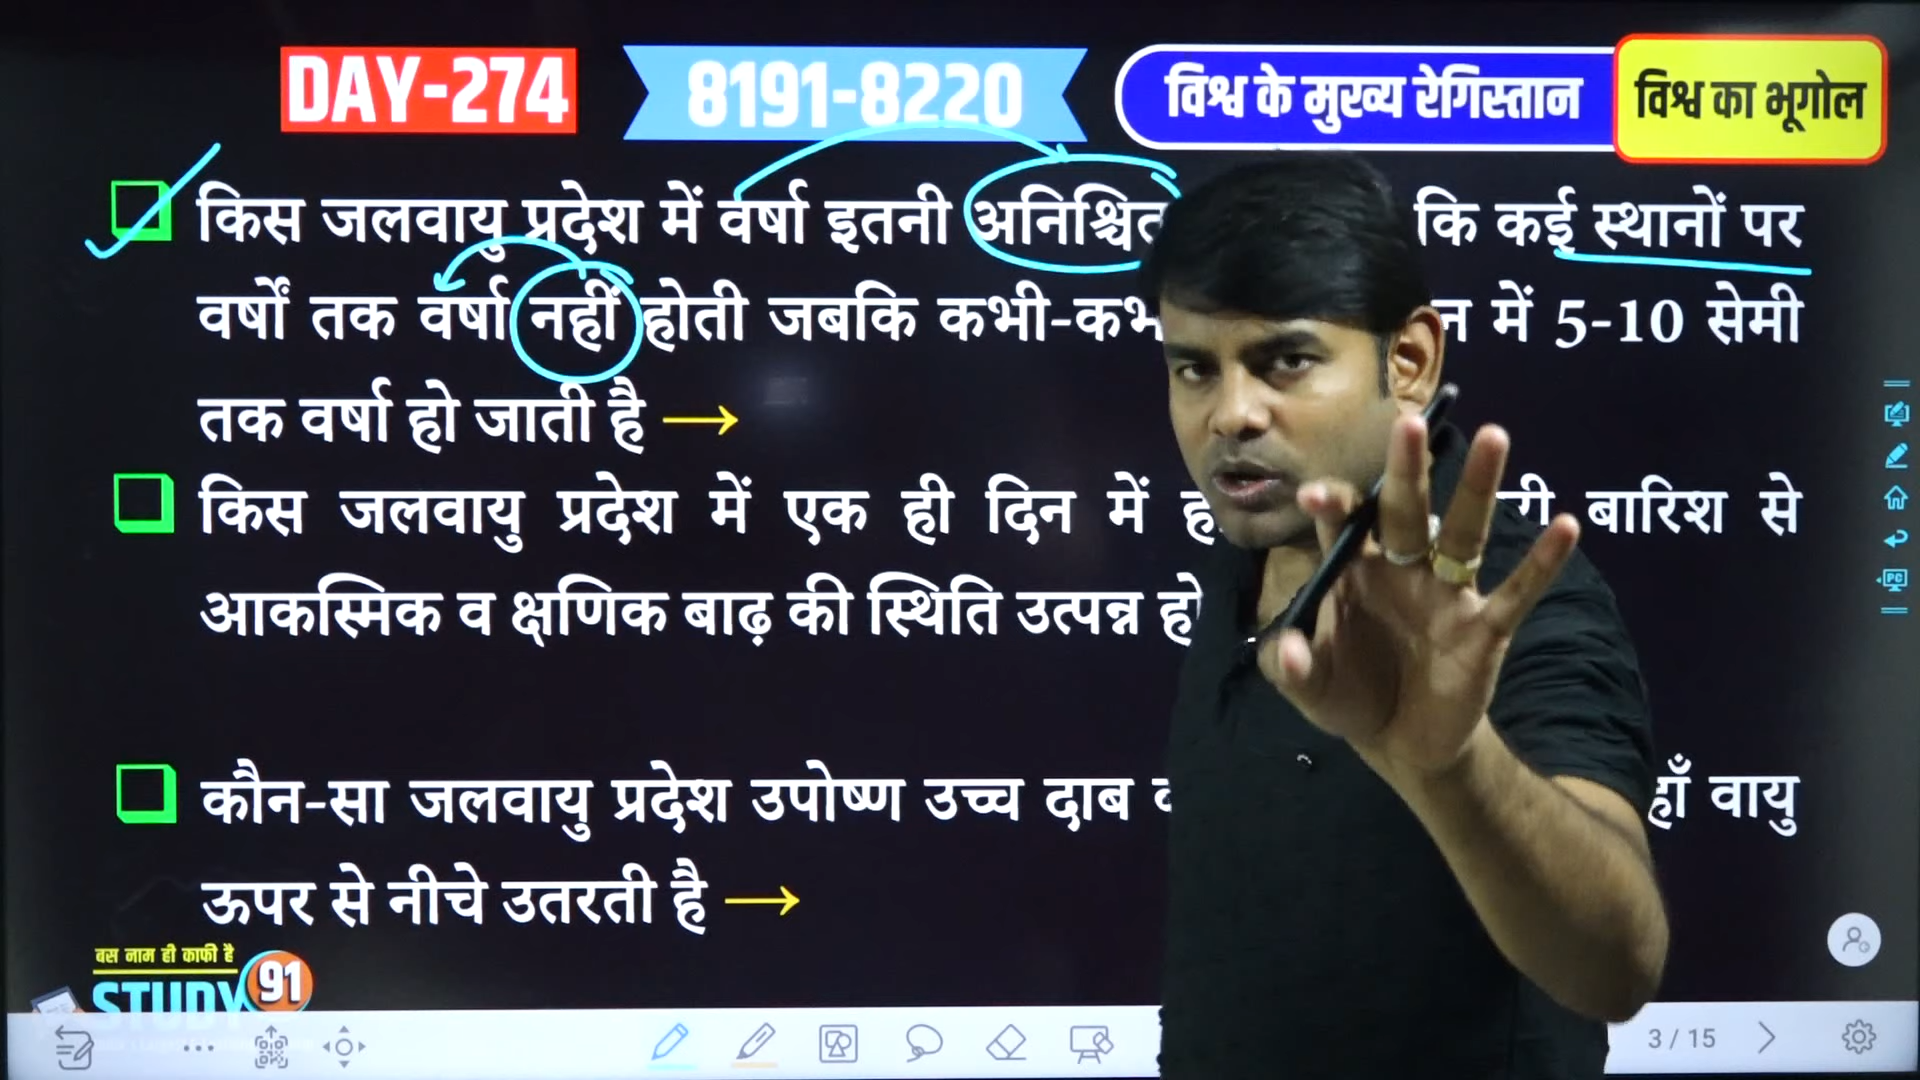 DAY-274
8191-8220
विश्व के मुख्य रेगिस्तान
विश्व का भूगोल
किस जलवायु प्रदेश में वर्षा इतनी अनिश्चित कि कई स्थानों पर
वर्षों तक वर्षा नहीं होती जबकि कभी-कभ न में 5-10 सेमी
तक वर्षा हो जाती है →
किस जलवायु प्रदेश में एक ही दिन में री बारिश से
आकस्मिक व क्षणिक बाढ़ की स्थिति उत्पन्न हो
कौन-सा जलवायु प्रदेश उपोष्ण उच्च दाब हाँ वायु
ऊपर से नीचे उतरती है →
बस नाम ही काफी है
STUDY 91
PC
3 / 15